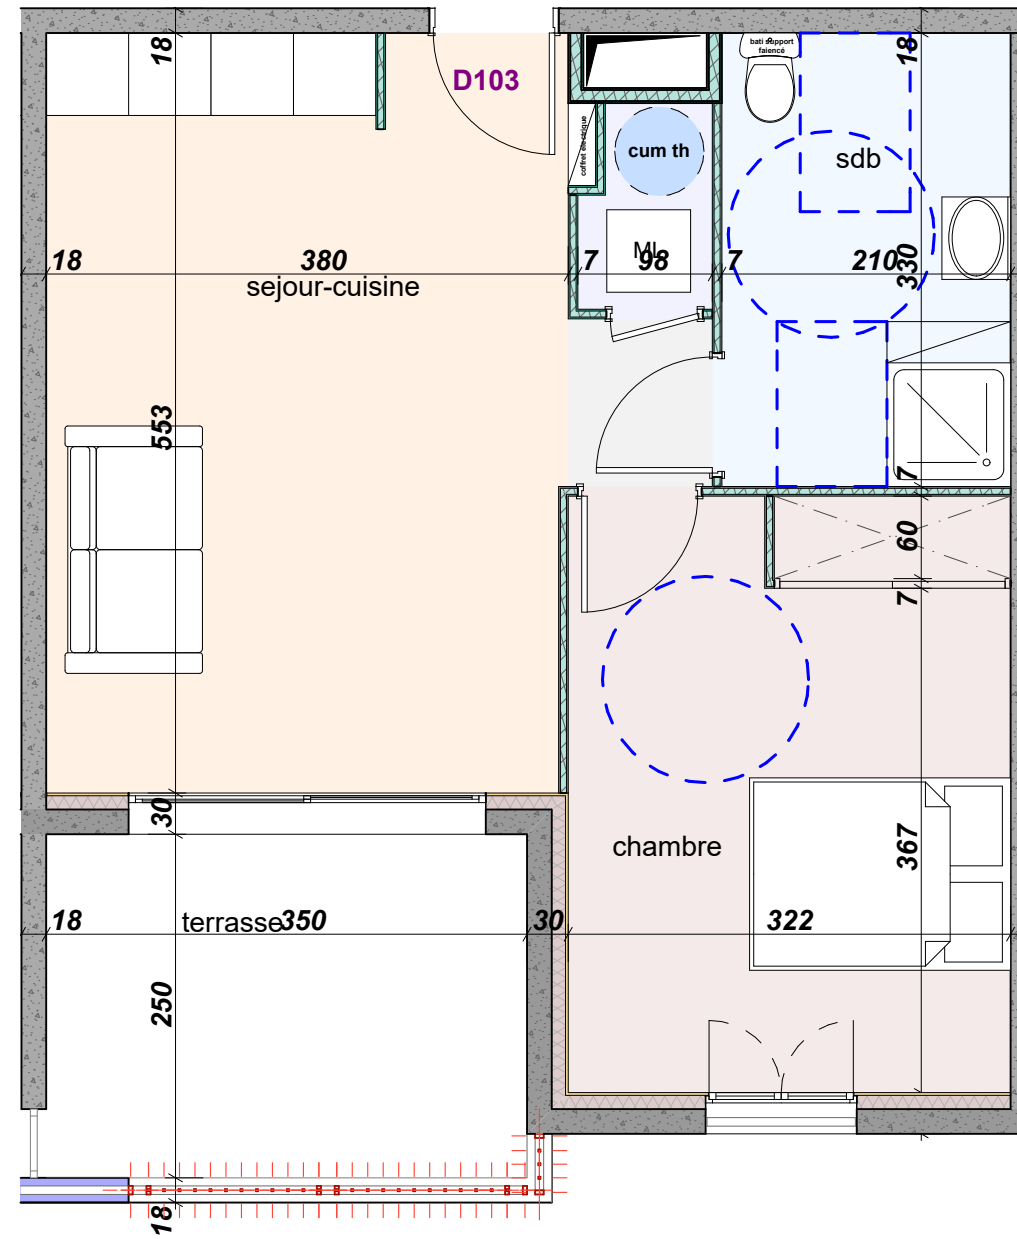 18
18
bati support
faiencé
D103
coffret électrique
cum th
sdb
18
380
7
ML
98
7
210
330
sejour-cuisine
553
7
60
7
30
chambre
367
18
terrasse
350
30
322
250
18